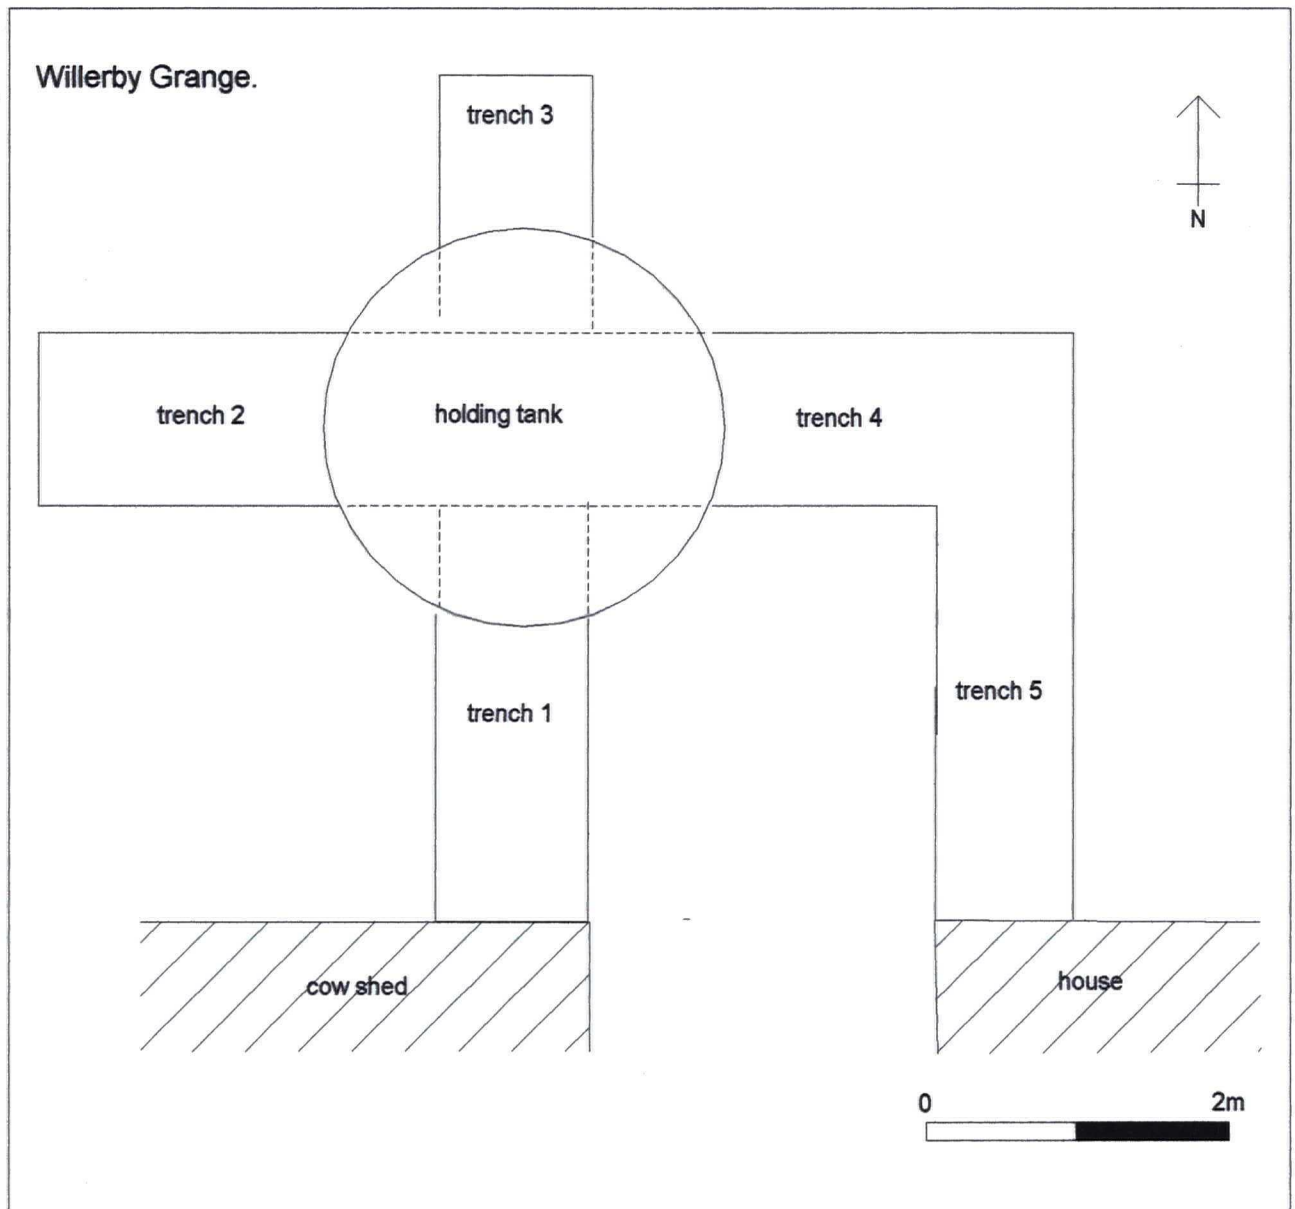 Willerby Grange.
trench 3
N
trench 2
holding tank
trench 4
trench 5
trench 1
cow shed
house
0
2m